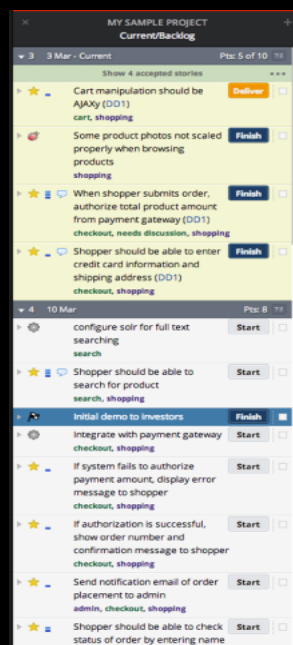 MY SAMPLE PROJECT
Current/Backlog
3 3 Mar - Current Pts: 5 of 10
Show 4 accepted stories
Cart manipulation should be Deliver
AJAXy (DD1)
cart, shopping
Some product photos not scaled Finish
properly when browsing
products
shopping
When shopper submits order, Finish
authorize total product amount
from payment gateway (DD1)
checkout, needs discussion, shopping
Shopper should be able to enter Finish
credit card information and
shipping address (DD1)
checkout, shopping
4 10 Mar Pts: 8
configure solr for full text Start
searching
search
Shopper should be able to Start
search for product
search, shopping
Initial demo to investors Finish
Integrate with payment gateway Start
checkout, shopping
If system fails to authorize Start
payment amount, display error
message to shopper
checkout, shopping
If authorization is successful, Start
show order number and
confirmation message to shopper
checkout, shopping
Send notification email of order Start
placement to admin
admin, checkout, shopping
Shopper should be able to check Start
status of order by entering name